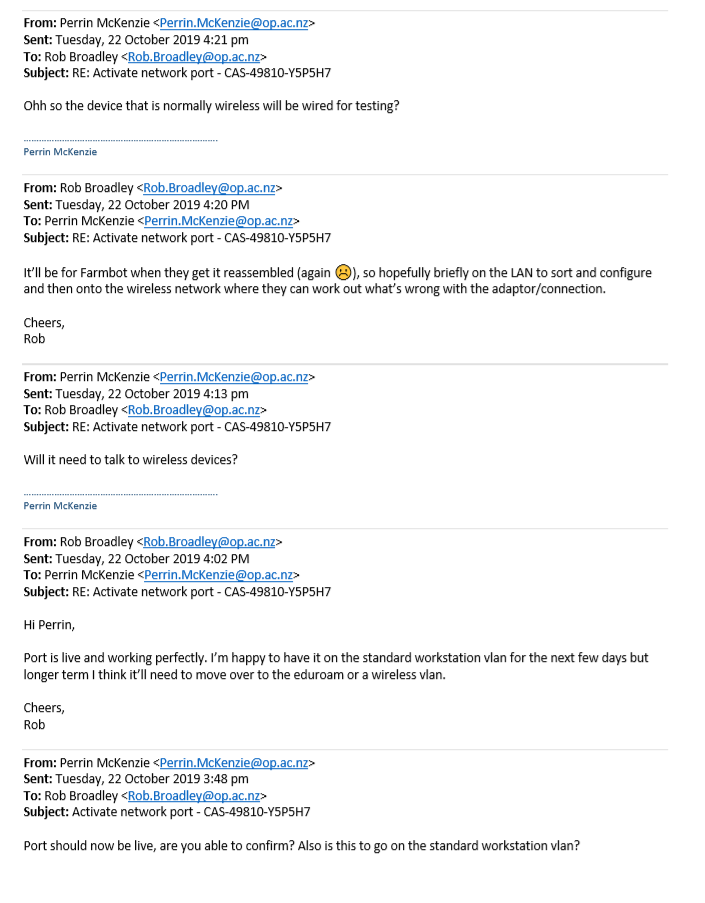 From: Perrin McKenzie <Perrin.McKenzie@op.ac.nz>
Sent: Tuesday, 22 October 2019 4:21 pm
To: Rob Broadley <Rob.Broadley@op.ac.nz>
Subject: RE: Activate network port - CAS-49810-Y5P5H7
Ohh so the device that is normally wireless will be wired for testing?
Perrin McKenzie
From: Rob Broadley <Rob.Broadley@op.ac.nz>
Sent: Tuesday, 22 October 2019 4:20 PM
To: Perrin McKenzie <Perrin.McKenzie@op.ac.nz>
Subject: RE: Activate network port - CAS-49810-Y5P5H7
It'll be for Farmbot when they get it reassembled (again ☹), so hopefully briefly on the LAN to sort and configure
and then onto the wireless network where they can work out what's wrong with the adaptor/connection.
Cheers,
Rob
From: Perrin McKenzie <Perrin.McKenzie@op.ac.nz>
Sent: Tuesday, 22 October 2019 4:13 pm
To: Rob Broadley <Rob.Broadley@op.ac.nz>
Subject: RE: Activate network port - CAS-49810-Y5P5H7
Will it need to talk to wireless devices?
Perrin McKenzie
From: Rob Broadley <Rob.Broadley@op.ac.nz>
Sent: Tuesday, 22 October 2019 4:02 PM
To: Perrin McKenzie <Perrin.McKenzie@op.ac.nz>
Subject: RE: Activate network port - CAS-49810-Y5P5H7
Hi Perrin,
Port is live and working perfectly. I'm happy to have it on the standard workstation vlan for the next few days but
longer term I think it'll need to move over to the eduroam or a wireless vlan.
Cheers,
Rob
From: Perrin McKenzie <Perrin.McKenzie@op.ac.nz>
Sent: Tuesday, 22 October 2019 3:48 pm
To: Rob Broadley <Rob.Broadley@op.ac.nz>
Subject: Activate network port - CAS-49810-Y5P5H7
Port should now be live, are you able to confirm? Also is this to go on the standard workstation vlan?